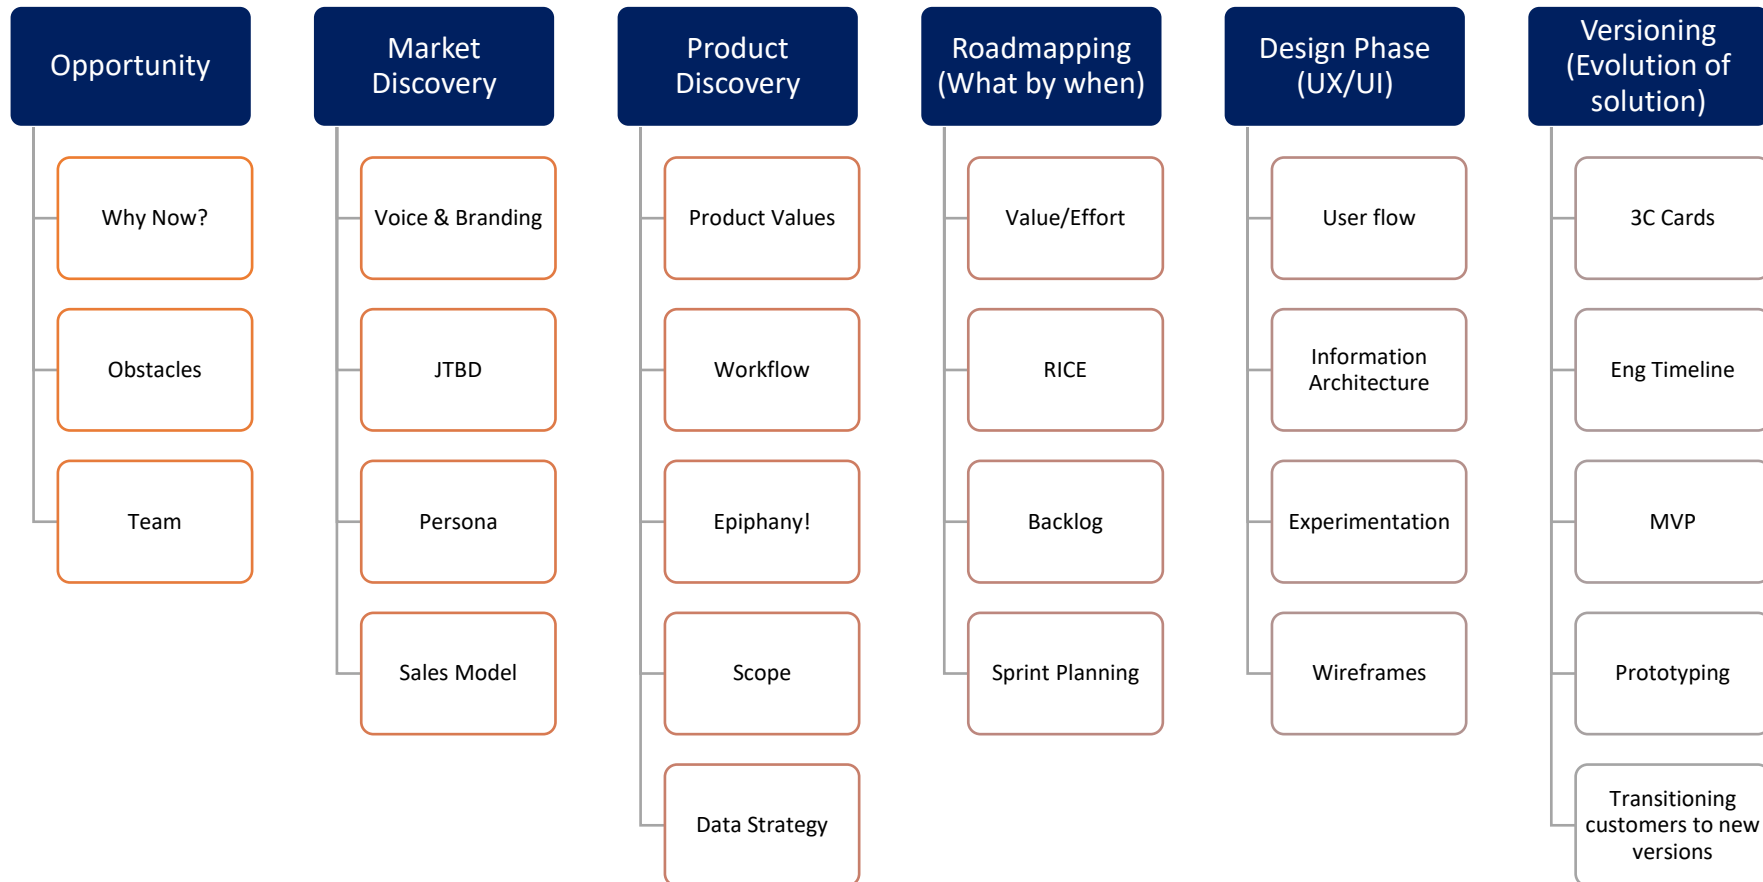 Opportunity
Why Now?
Obstacles
Team
Market
Discovery
Voice & Branding
JTBD
Persona
Sales Model
Product
Discovery
Product Values
Workflow
Epiphany!
Scope
Data Strategy
Roadmapping
(What by when)
Value/Effort
RICE
Backlog
Sprint Planning
Design Phase
(UX/UI)
User flow
Information
Architecture
Experimentation
Wireframes
Versioning
(Evolution of
solution)
3C Cards
Eng Timeline
MVP
Prototyping
Transitioning
customers to new
versions